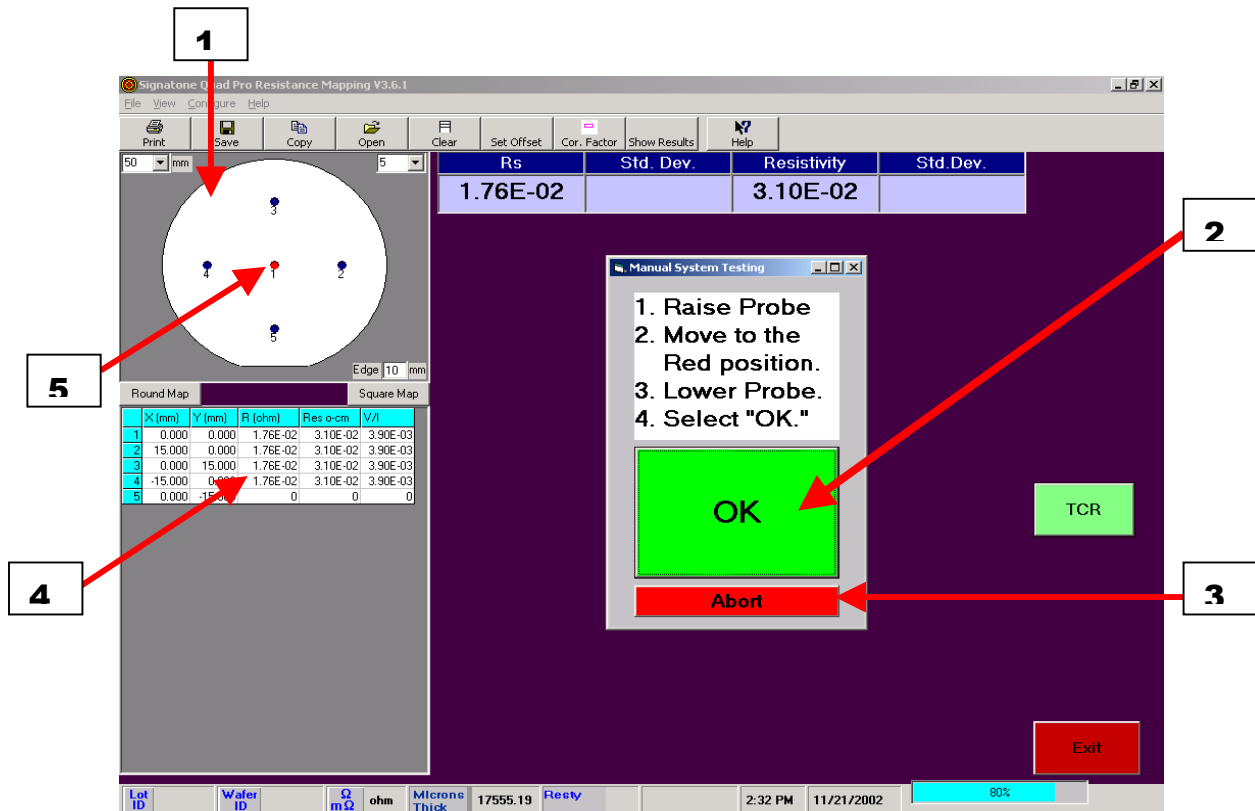 1
Signatone Quad Pro Resistance Mapping V3.6.1
File View Configure Help
Print Save Copy Open Clear Set Offset Cor. Factor Show Results Help
50 mm 5
Rs Std. Dev. Resistivity Std.Dev.
1.76E-02 3.10E-02
3
4 1 2
5
Edge 10 mm
Round Map Square Map
X (mm) Y (mm) R (ohm) Res o-cm V/I
1 0.000 0.000 1.76E-02 3.10E-02 3.90E-03
2 15.000 0.000 1.76E-02 3.10E-02 3.90E-03
3 0.000 15.000 1.76E-02 3.10E-02 3.90E-03
4 -15.000 0.000 1.76E-02 3.10E-02 3.90E-03
5 0.000 -15.000 0 0 0
Manual System Testing
1. Raise Probe
2. Move to the
Red position.
3. Lower Probe.
4. Select "OK."
OK
Abort
2
5
4
3
TCR
Exit
Lot ID
Wafer ID
Ω mΩ ohm
MIcrons Thick 17555.19
Resty
2:32 PM 11/21/2002
80%